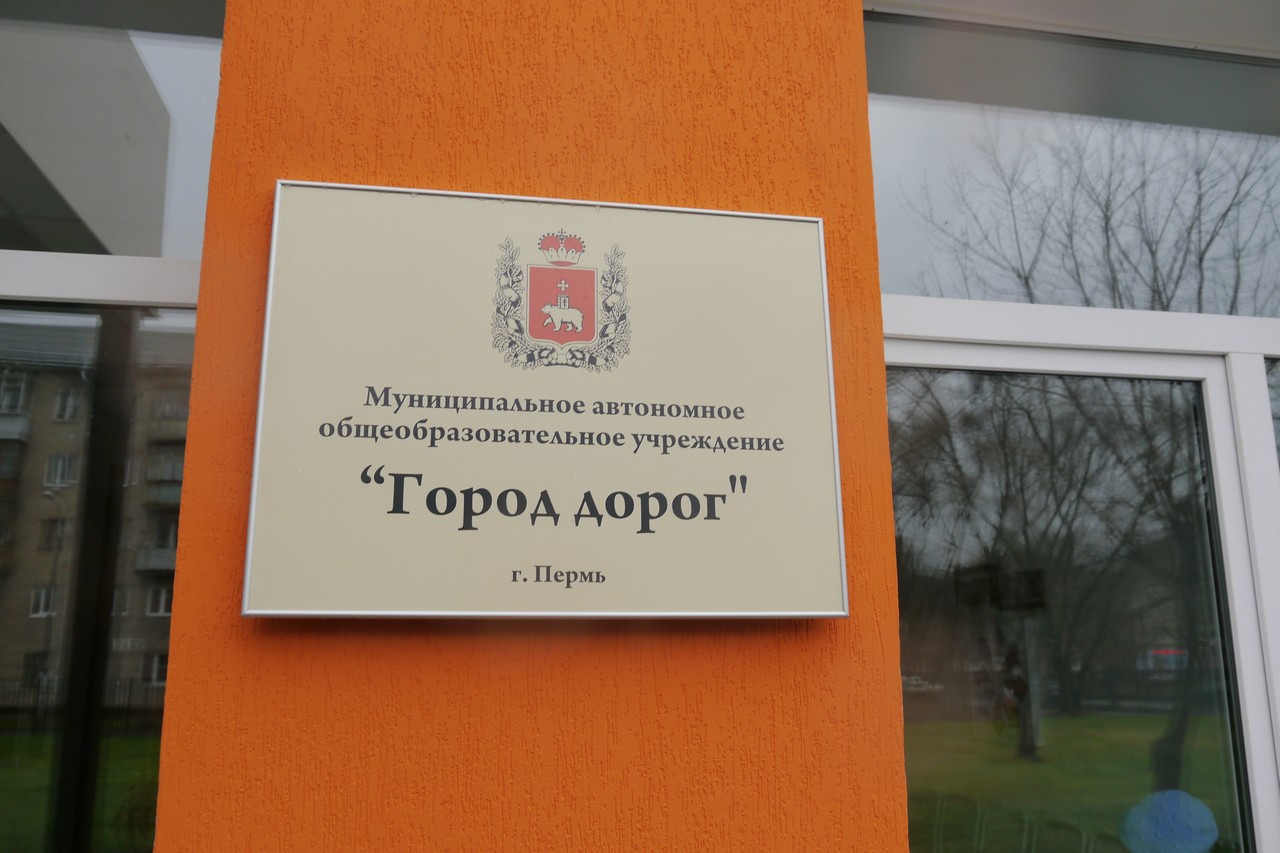 Муниципальное автономное
общеобразовательное учреждение
“Город дорог"
г. Пермь